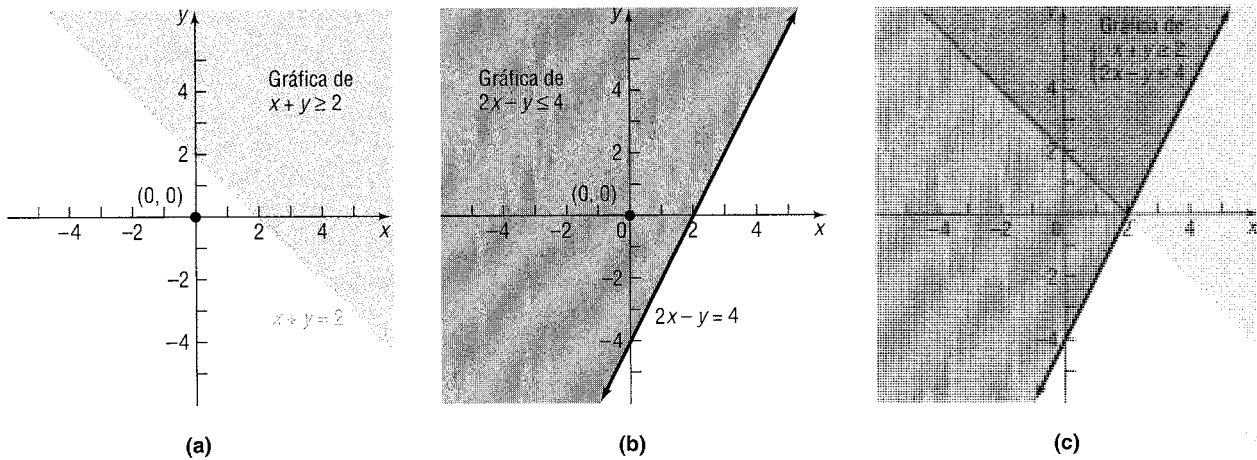 y
Gráfica de
x + y ≥ 2
4
2
(0, 0)
−4 −2 2 4 x
−2
x + y = 2
−4
(a)
y
Gráfica de
2x − y ≤ 4
4
2
(0, 0)
−4 −2 0 2 4 x
−2
2x − y = 4
−4
(b)
y
Gráfica de
x + y ≥ 2
2x − y ≤ 4
4
2
−4 −2 0 2 4 x
2
−4
(c)